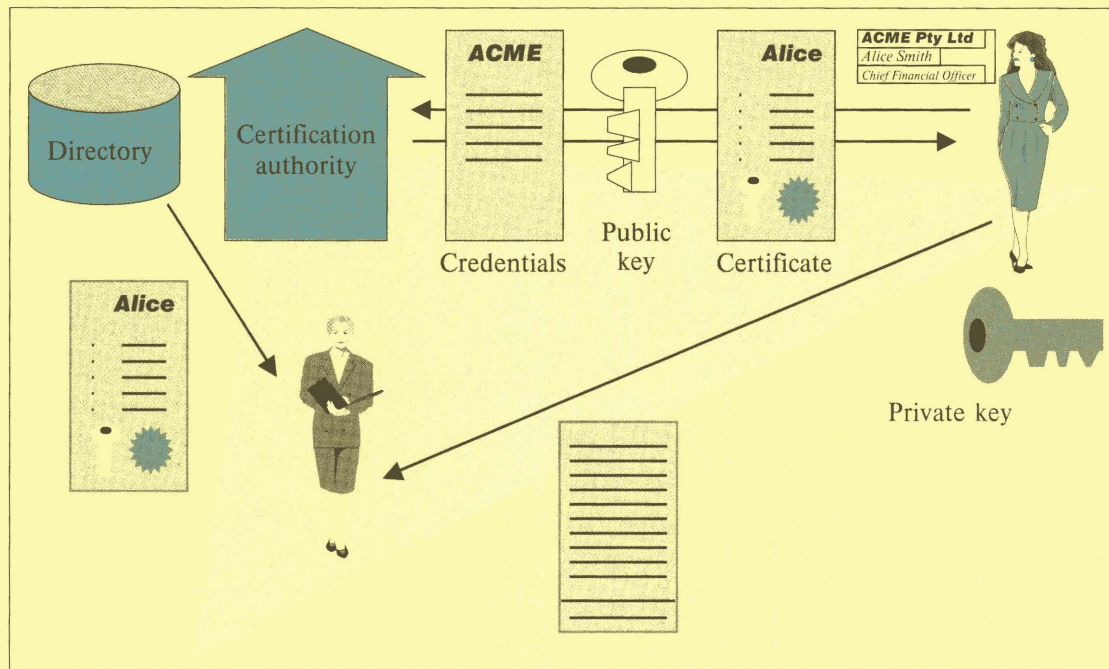 Directory
Certification
authority
ACME
Credentials
Public
key
Alice
Certificate
ACME Pty Ltd
Alice Smith
Chief Financial Officer
Alice
Private key